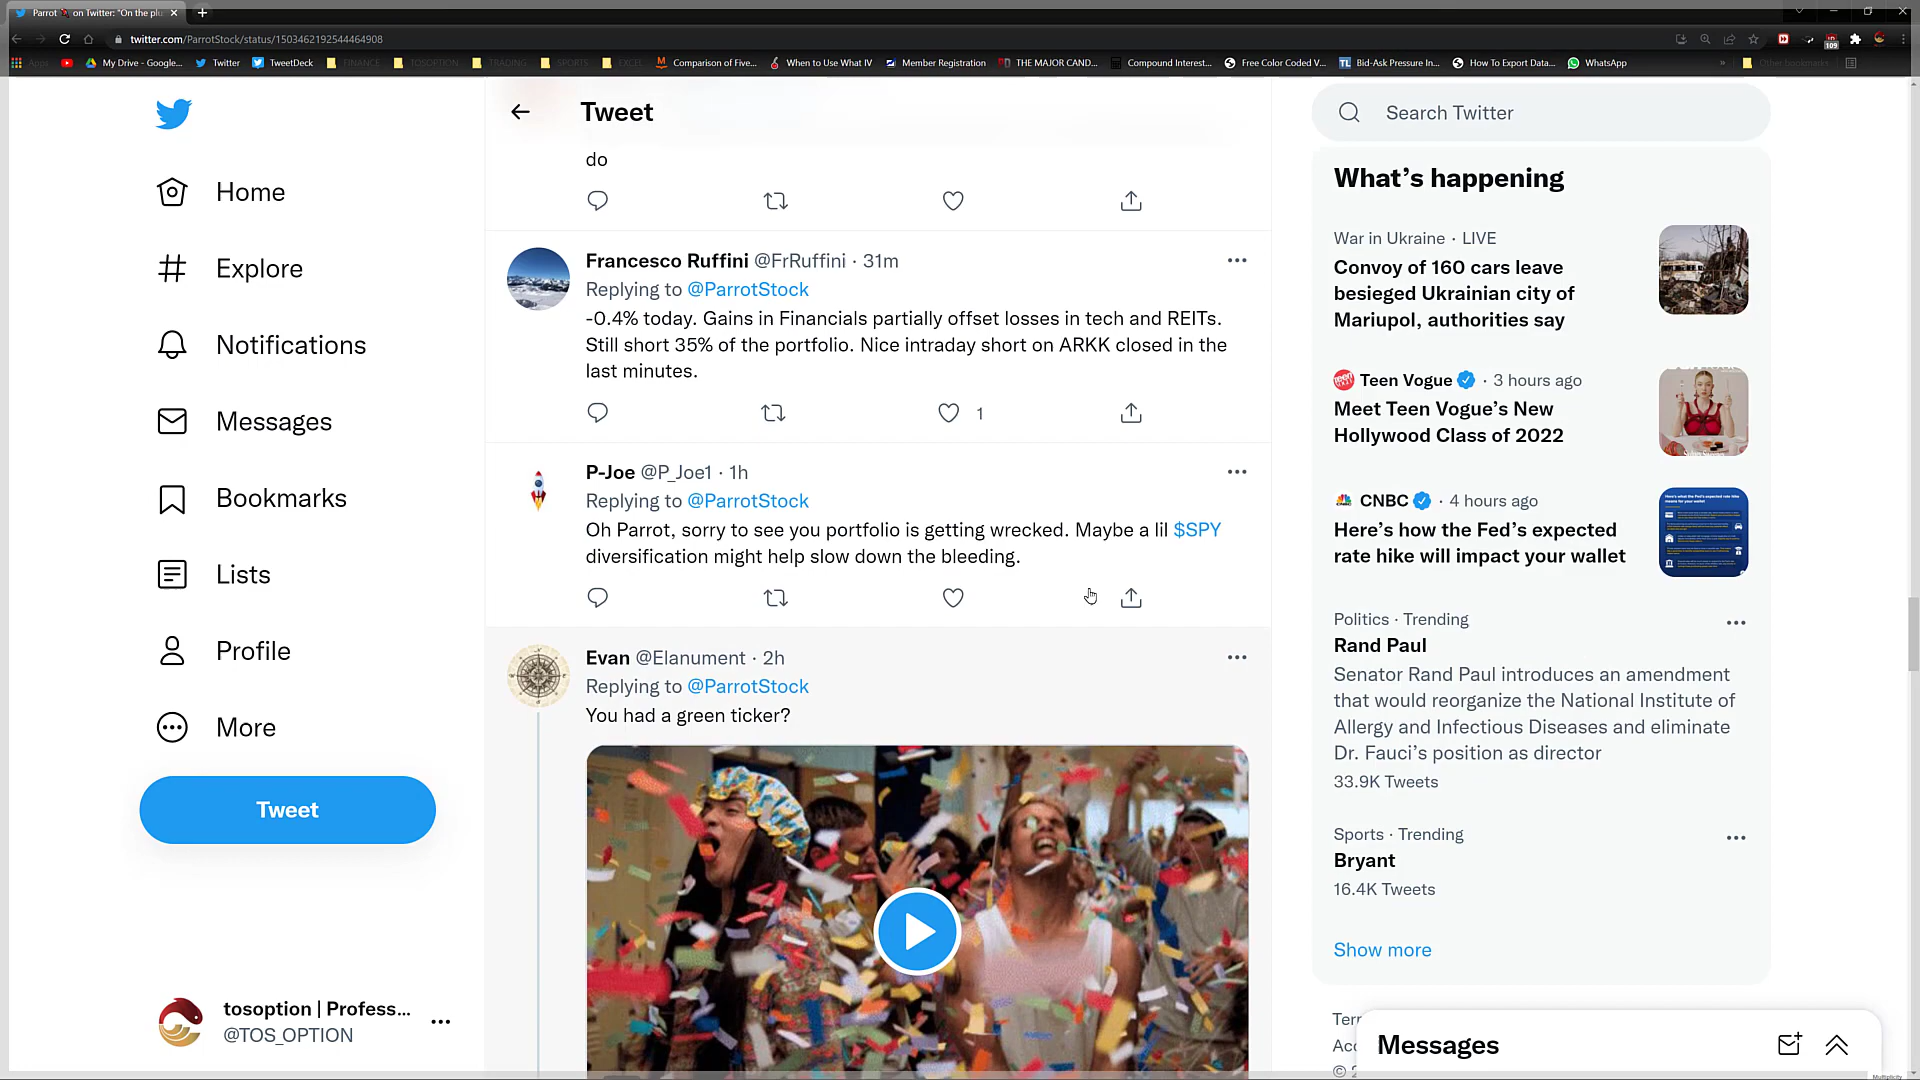 Parrot on Twitter: "On the plu
twitter.com/ParrotStock/status/1503462192544464908
109
Apps
My Drive - Google...
Twitter
TweetDeck
FINANCE
TOSOPTION
TRADING
SPORTS
EXCEL
Comparison of Five...
When to Use What IV
Member Registration
THE MAJOR CAND...
Compound Interest...
Free Color Coded V...
Bid-Ask Pressure In...
How To Export Data...
WhatsApp
»
Other bookmarks
Home
Explore
Notifications
Messages
Bookmarks
Lists
Profile
More
Tweet
tosoption | Profess...
@TOS_OPTION
Tweet
do
Francesco Ruffini @FrRuffini · 31m
Replying to @ParrotStock
-0.4% today. Gains in Financials partially offset losses in tech and REITs.
Still short 35% of the portfolio. Nice intraday short on ARKK closed in the
last minutes.
1
P-Joe @P_Joe1 · 1h
Replying to @ParrotStock
Oh Parrot, sorry to see you portfolio is getting wrecked. Maybe a lil $SPY
diversification might help slow down the bleeding.
Evan @Elanument · 2h
Replying to @ParrotStock
You had a green ticker?
Search Twitter
What's happening
War in Ukraine · LIVE
Convoy of 160 cars leave
besieged Ukrainian city of
Mariupol, authorities say
Teen Vogue · 3 hours ago
Meet Teen Vogue's New
Hollywood Class of 2022
CNBC · 4 hours ago
Here's how the Fed's expected
rate hike will impact your wallet
Politics · Trending
Rand Paul
Senator Rand Paul introduces an amendment
that would reorganize the National Institute of
Allergy and Infectious Diseases and eliminate
Dr. Fauci's position as director
33.9K Tweets
Sports · Trending
Bryant
16.4K Tweets
Show more
Messages
Multiplicity